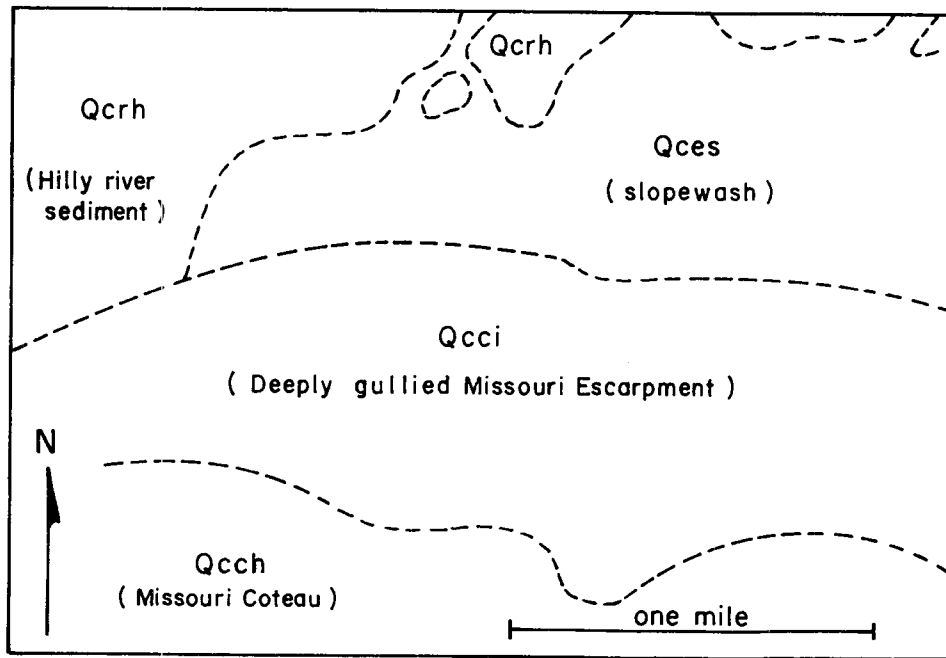 Qcrh
Qcrh
(Hilly river
sediment)
Qces
(slopewash)
Qcci
(Deeply gullied Missouri Escarpment)
N
Qcch
(Missouri Coteau)
one mile